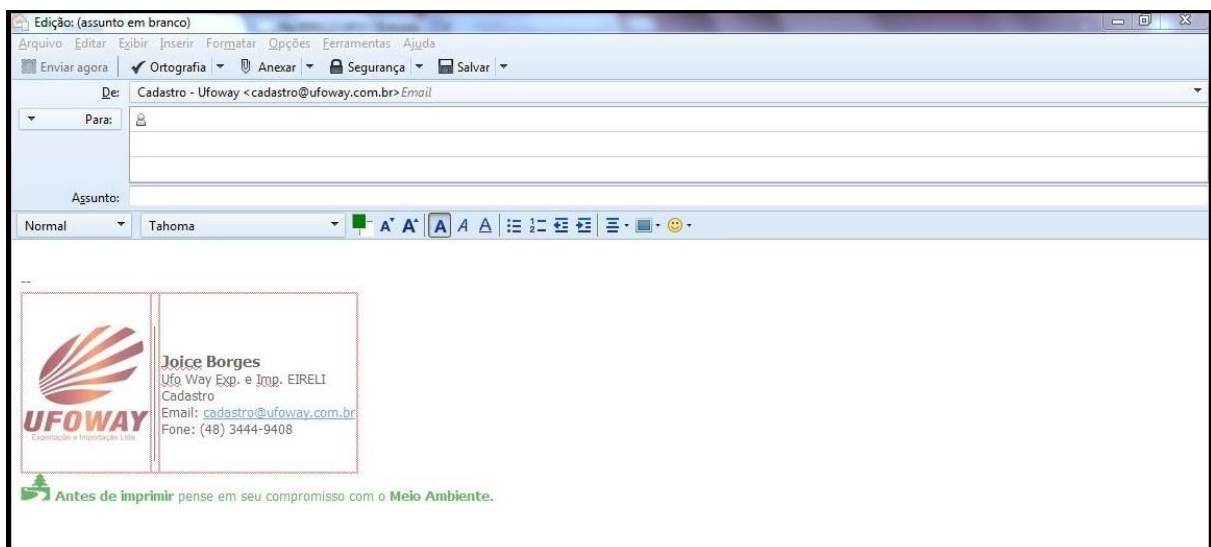 Edição: (assunto em branco)
Arquivo Editar Exibir Inserir Formatar Opções Ferramentas Ajuda
Enviar agora Ortografia Anexar Segurança Salvar
De: Cadastro - Ufoway <cadastro@ufoway.com.br> Email
Para:
Assunto:
Normal Tahoma
--
Joice Borges
Ufo Way Exp. e Imp. EIRELI
Cadastro
Email: cadastro@ufoway.com.br
Fone: (48) 3444-9408
UFOWAY
Exportação e Importação Ltda
Antes de imprimir pense em seu compromisso com o Meio Ambiente.